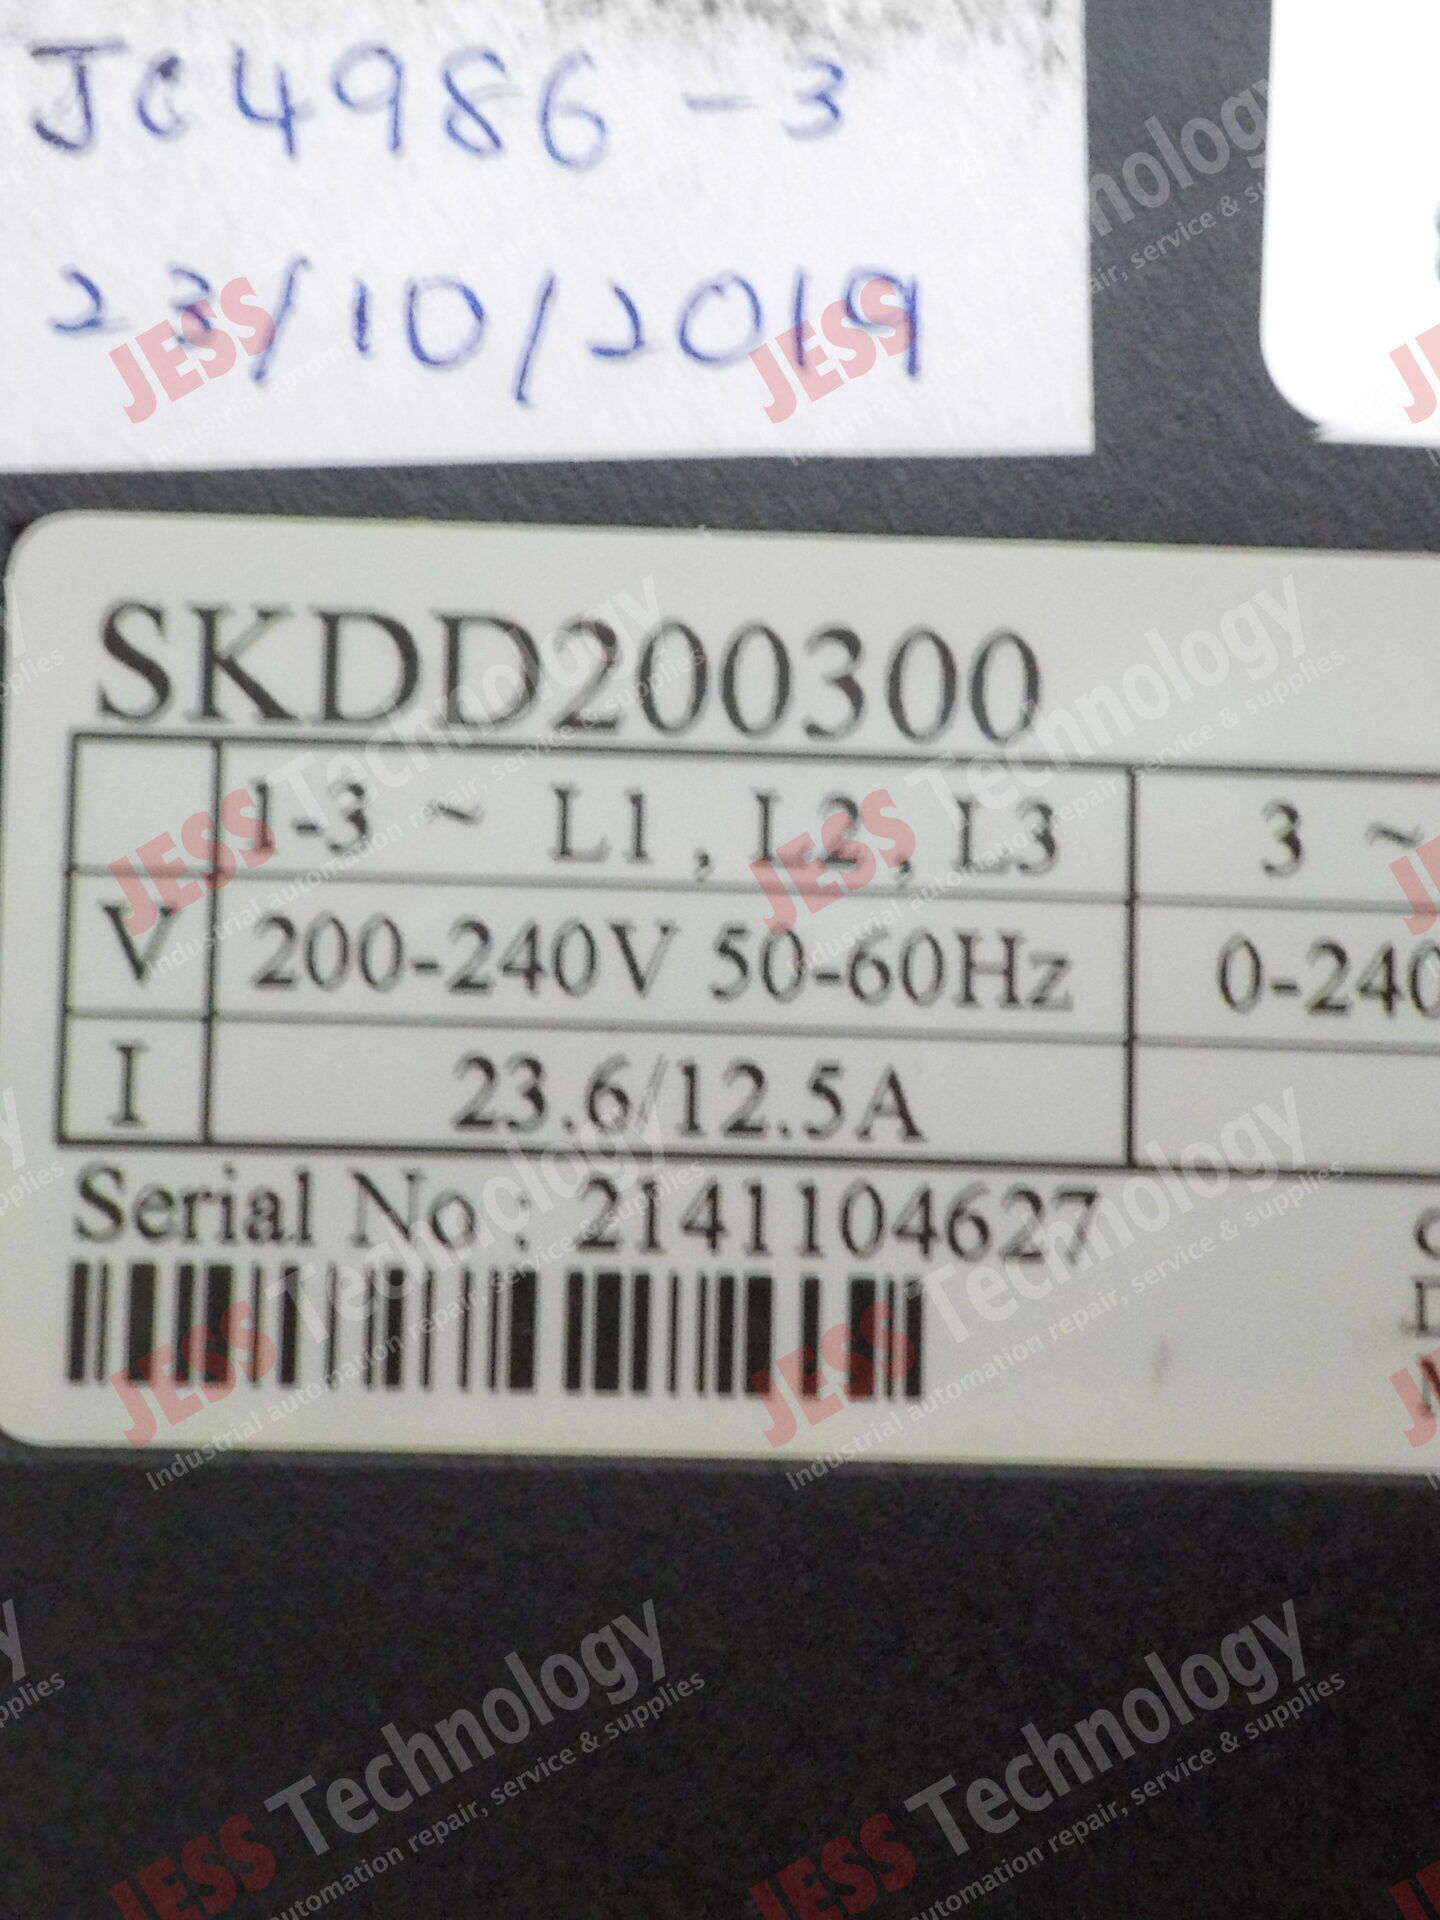 JC4986-3
23/10/2019
SKDD200300
1-3 ~ L1, L2, L3 3 ~
V 200-240V 50-60Hz 0-240
I 23.6/12.5A
Serial No: 2141104627
JESS Technology
Industrial automation repair, service & supplies